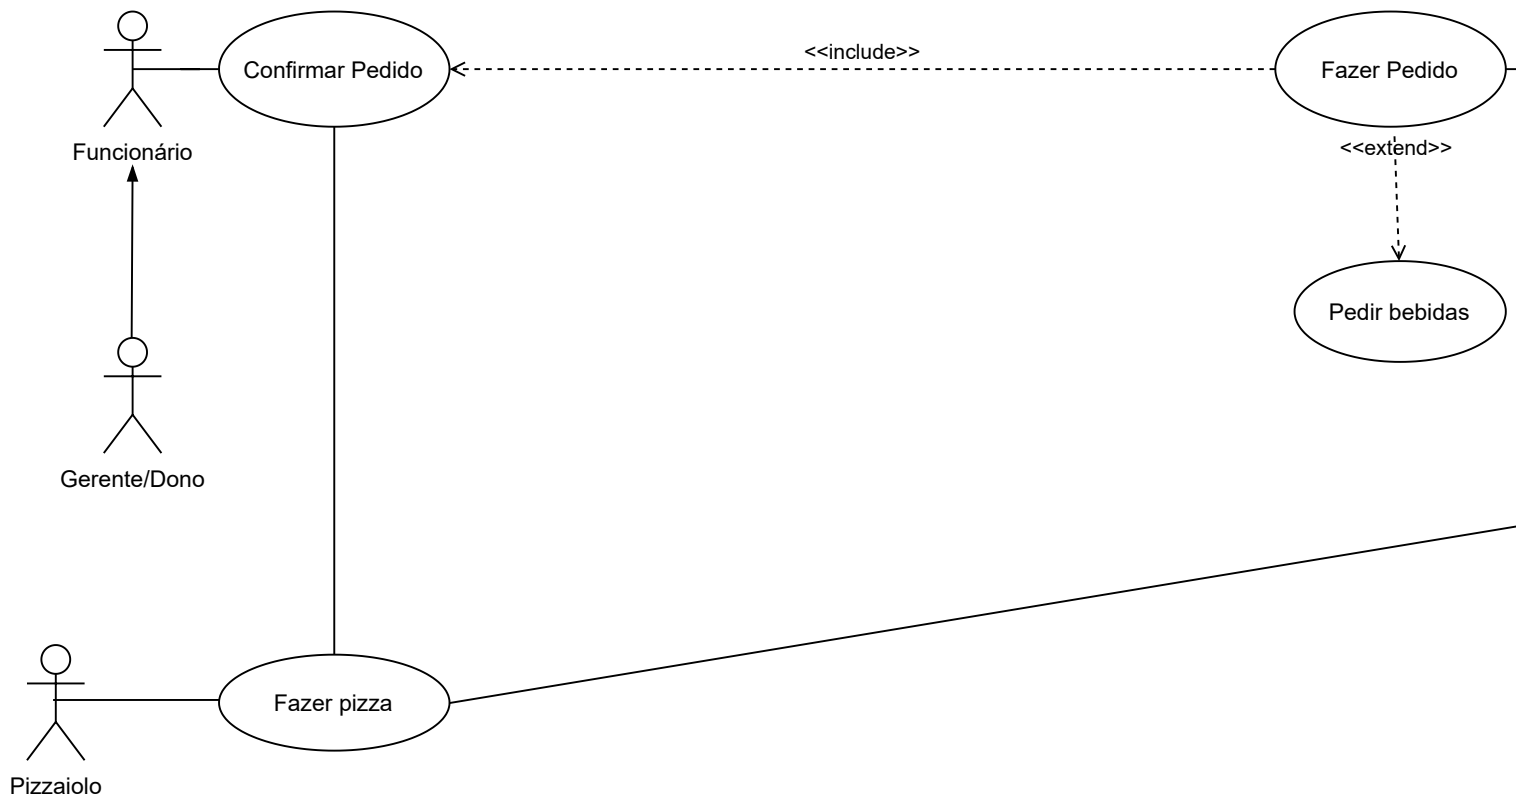 <<include>>
Confirmar Pedido
Fazer Pedido
Funcionário
<<extend>>
Pedir bebidas
Gerente/Dono
Fazer pizza
Pizzaiolo